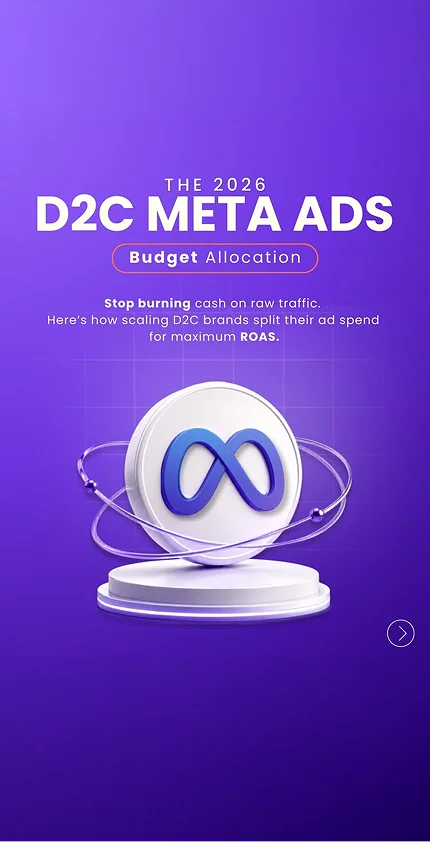 THE 2026
D2C META ADS
Budget Allocation
Stop burning cash on raw traffic.
Here's how scaling D2C brands split their ad spend
for maximum ROAS.